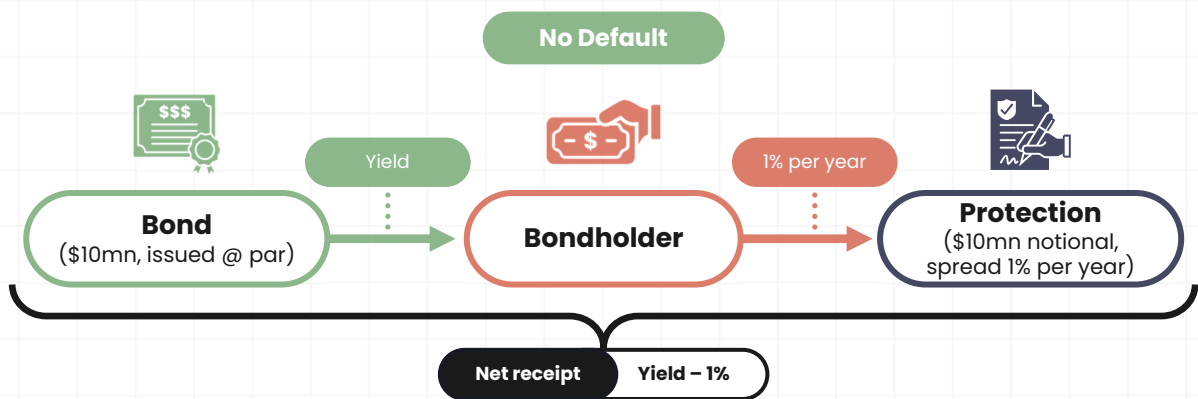 No Default
$$$
$
Yield
1% per year
Bond
($10mn, issued @ par)
Bondholder
Protection
($10mn notional,
spread 1% per year)
Net receipt
Yield – 1%